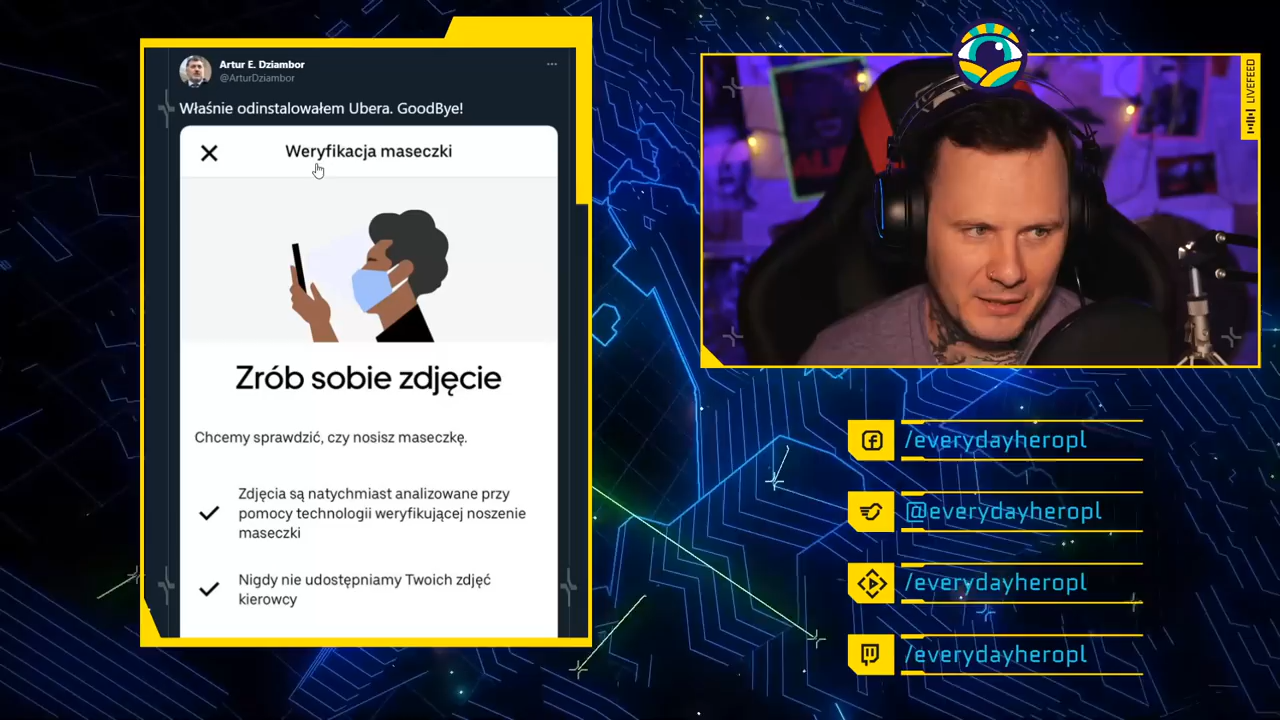 Artur E. Dziambor
@ArturDziambor
Właśnie odinstalowałem Ubera. GoodBye!
Weryfikacja maseczki
Zrób sobie zdjęcie
Chcemy sprawdzić, czy nosisz maseczkę.
Zdjęcia są natychmiast analizowane przy
pomocy technologii weryfikującej noszenie
maseczki
Nigdy nie udostępniamy Twoich zdjęć
kierowcy
LIVEFEED
/everydayheropl
@everydayheropl
/everydayheropl
/everydayheropl